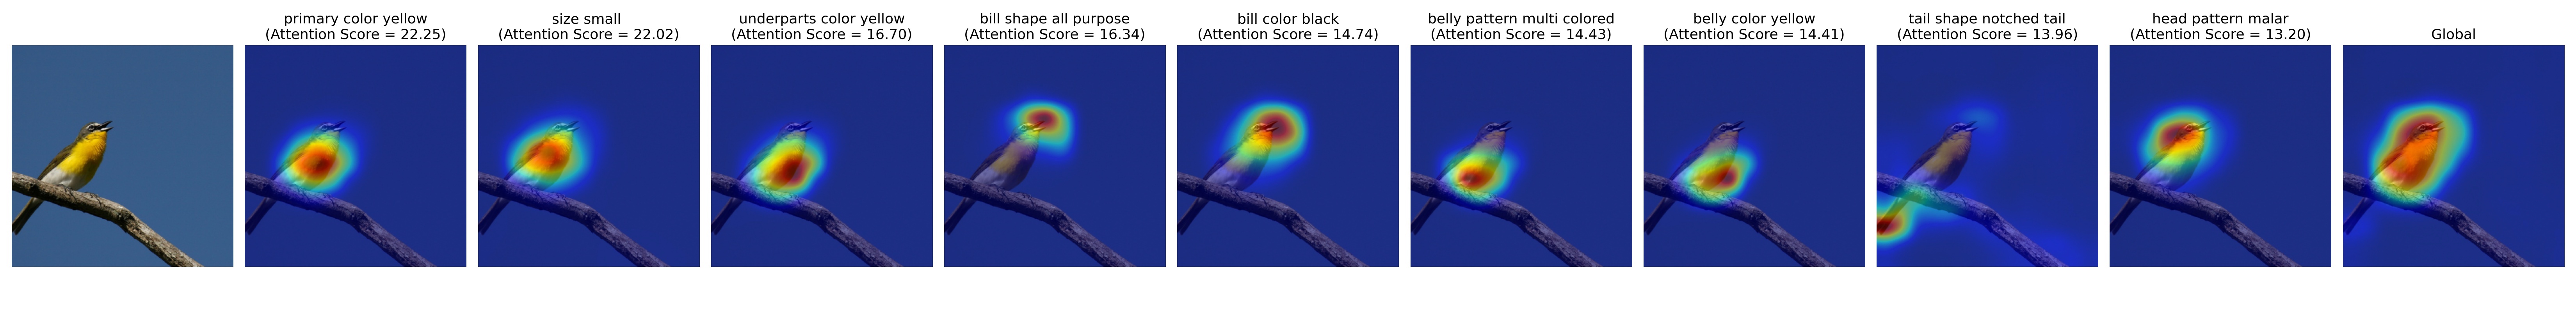 primary color yellow
(Attention Score = 22.25)
size small
(Attention Score = 22.02)
underparts color yellow
(Attention Score = 16.70)
bill shape all purpose
(Attention Score = 16.34)
bill color black
(Attention Score = 14.74)
belly pattern multi colored
(Attention Score = 14.43)
belly color yellow
(Attention Score = 14.41)
tail shape notched tail
(Attention Score = 13.96)
head pattern malar
(Attention Score = 13.20)
Global